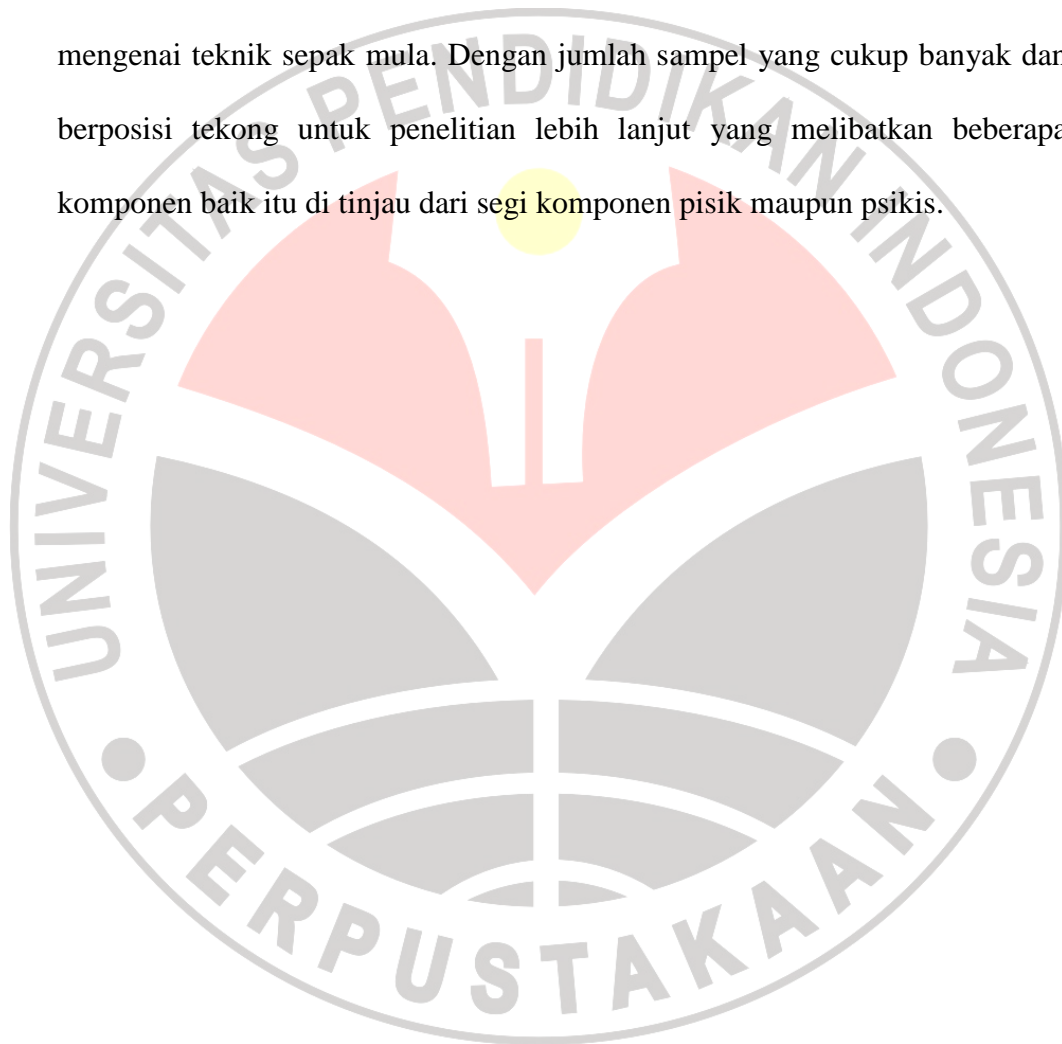 mengenai teknik sepak mula. Dengan jumlah sampel yang cukup banyak dan
berposisi tekong untuk penelitian lebih lanjut yang melibatkan beberapa
komponen baik itu di tinjau dari segi komponen pisik maupun psikis.
UNIVERSITAS PENDIDIKAN INDONESIA
PERPUSTAKAAN